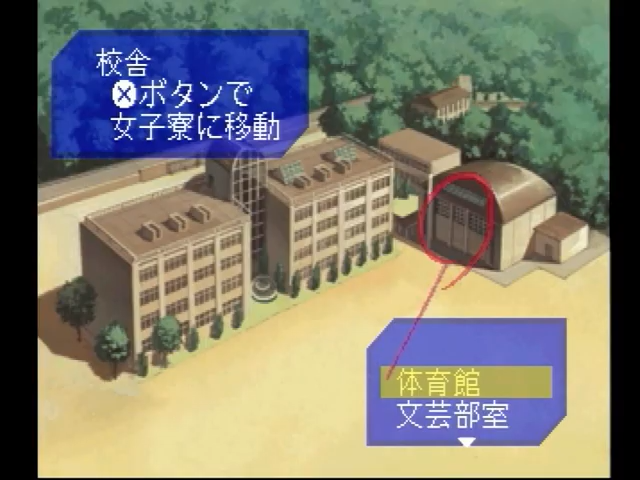 校舎
⊗ボタンで
女子寮に移動
体育館
文芸部室